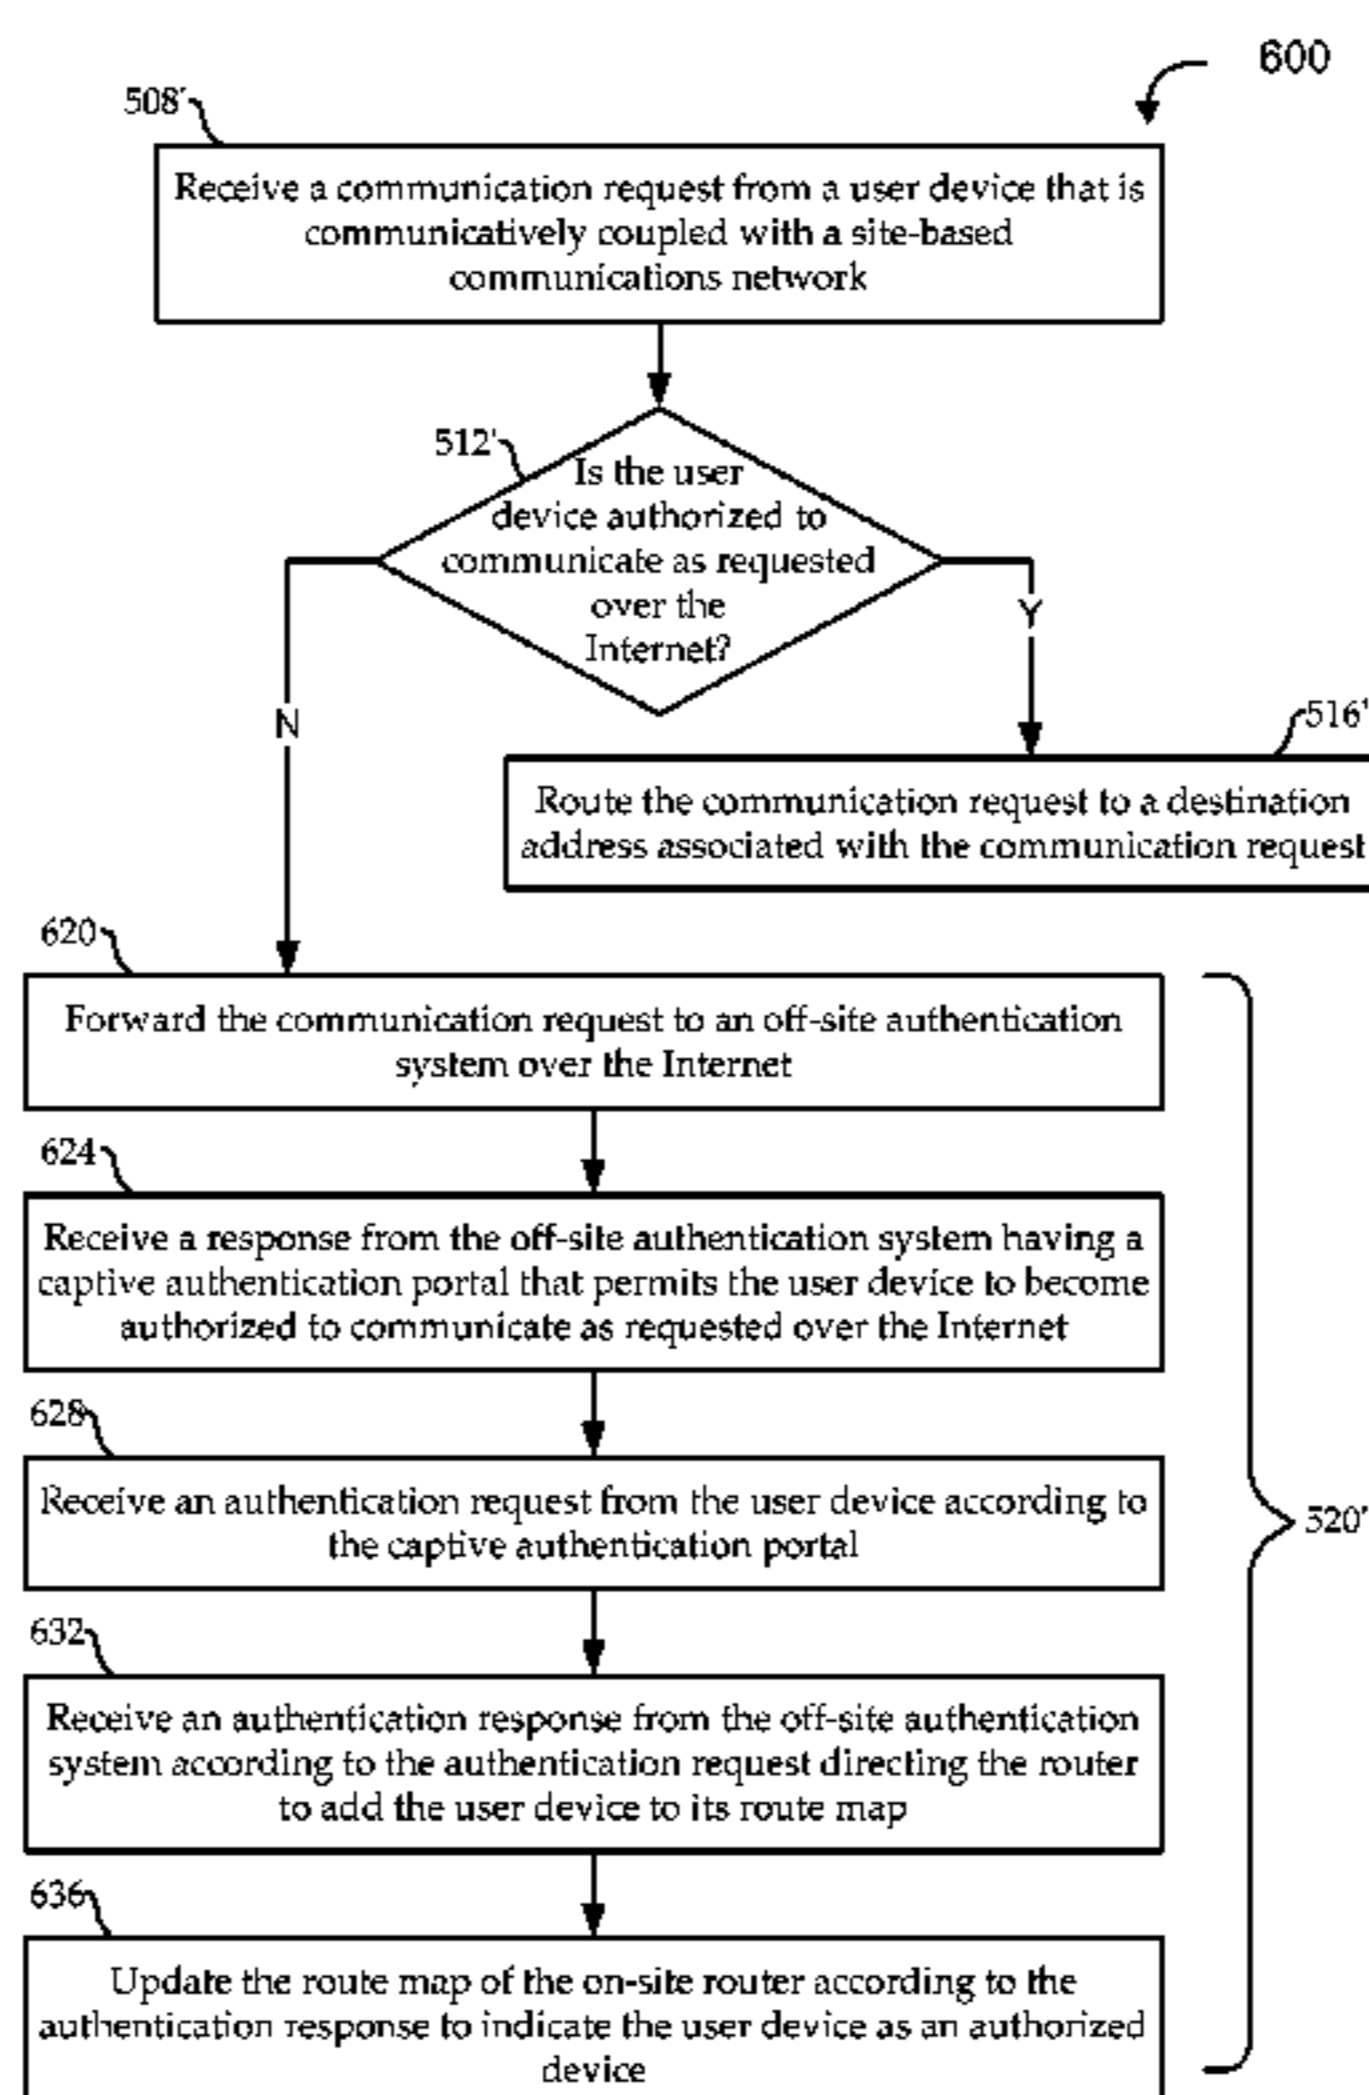 600
508'
Receive a communication request from a user device that is
communicatively coupled with a site-based
communications network
512'
Is the user
device authorized to
communicate as requested
over the
Internet?
Y
N
516'
Route the communication request to a destination
address associated with the communication request
620
Forward the communication request to an off-site authentication
system over the Internet
624
Receive a response from the off-site authentication system having a
captive authentication portal that permits the user device to become
authorized to communicate as requested over the Internet
628
Receive an authentication request from the user device according to
the captive authentication portal
520'
632
Receive an authentication response from the off-site authentication
system according to the authentication request directing the router
to add the user device to its route map
636
Update the route map of the on-site router according to the
authentication response to indicate the user device as an authorized
device